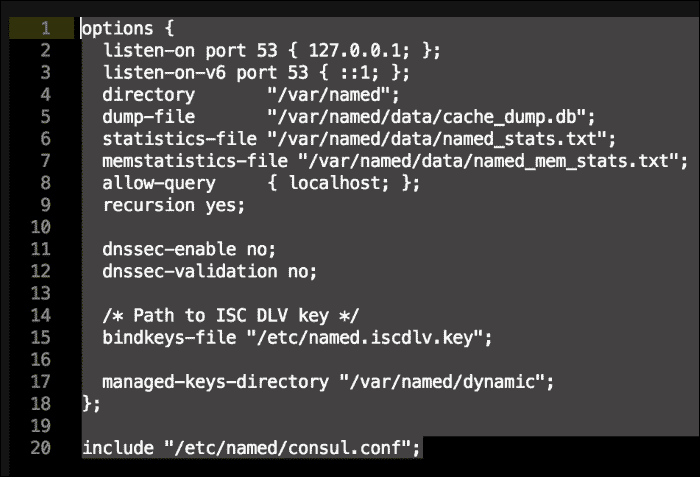 1 options {
2 listen-on port 53 { 127.0.0.1; };
3 listen-on-v6 port 53 { ::1; };
4 directory       "/var/named";
5 dump-file       "/var/named/data/cache_dump.db";
6 statistics-file "/var/named/data/named_stats.txt";
7 memstatistics-file "/var/named/data/named_mem_stats.txt";
8 allow-query     { localhost; };
9 recursion yes;
10
11 dnssec-enable no;
12 dnssec-validation no;
13
14 /* Path to ISC DLV key */
15 bindkeys-file "/etc/named.iscdlv.key";
16
17 managed-keys-directory "/var/named/dynamic";
18 };
19
20 include "/etc/named/consul.conf";